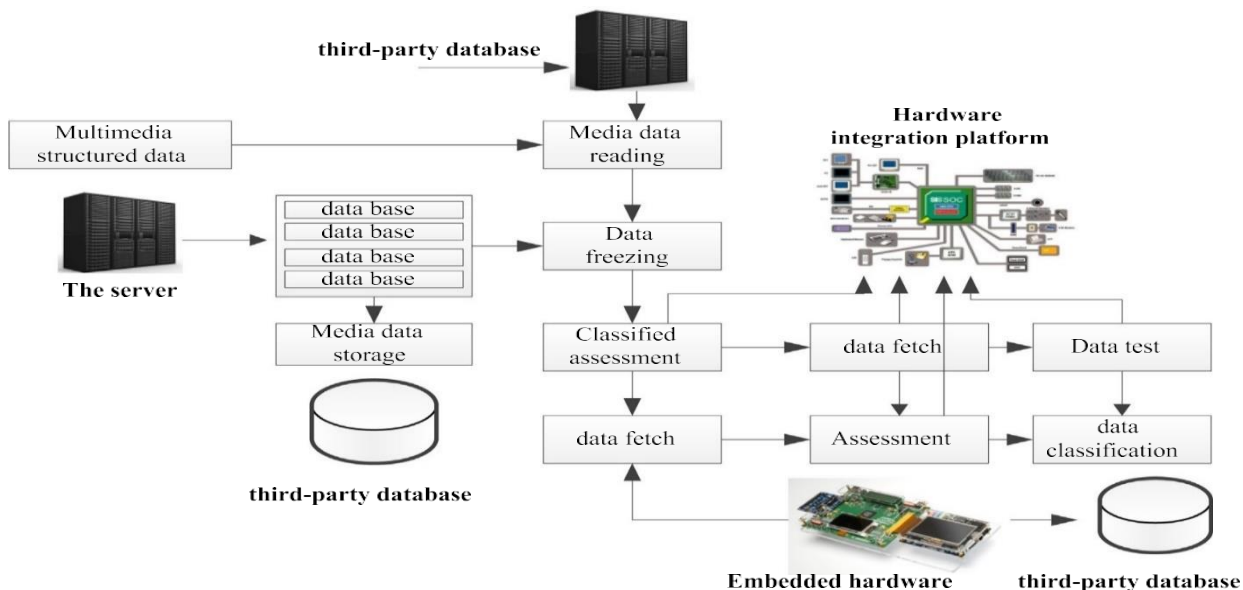 third-party database
Hardware
integration platform
Multimedia
structured data
Media data
reading
data base
data base
data base
data base
Data
freezing
SOC
The server
Media data
storage
Classified
assessment
data fetch
Data test
data fetch
Assessment
data
classification
third-party database
Embedded hardware
third-party database